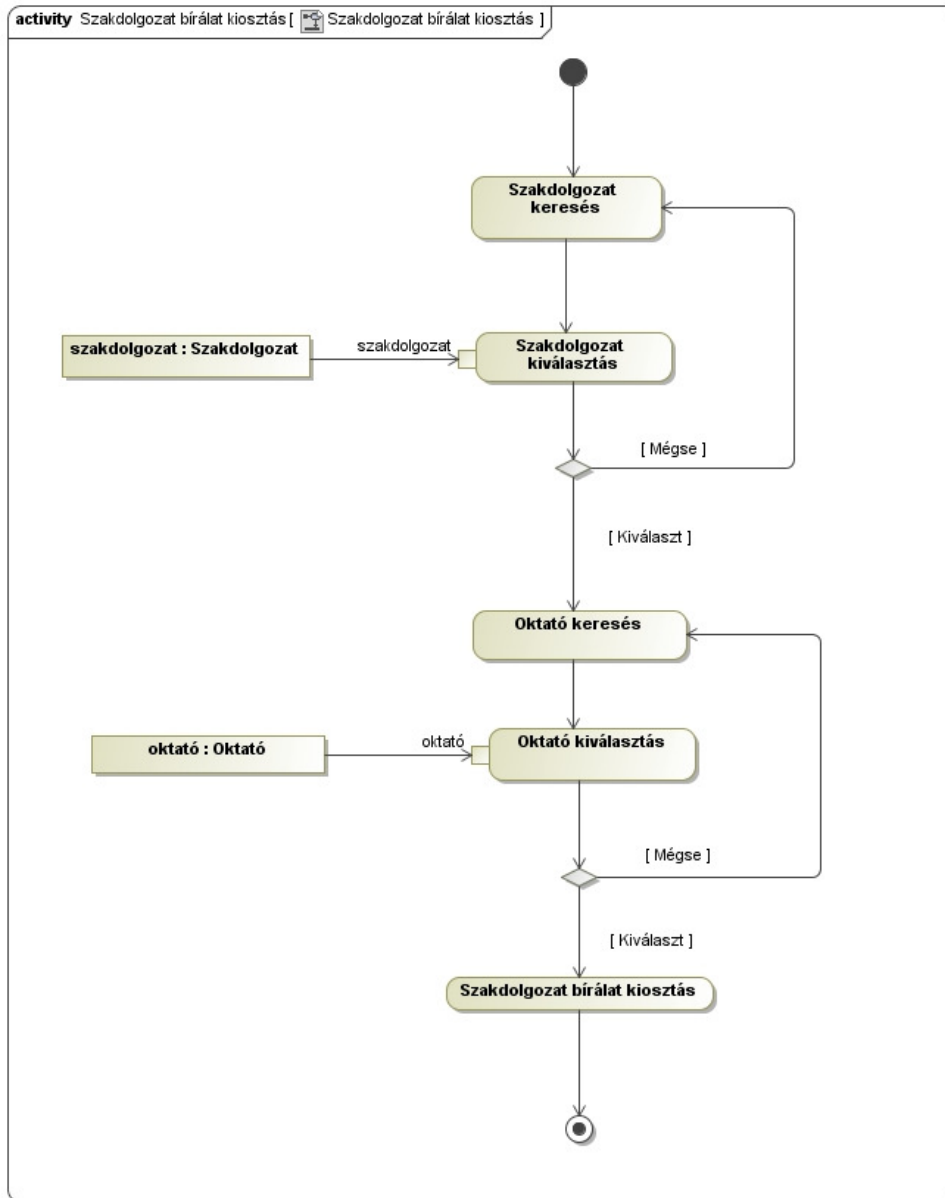 activity Szakdolgozat bírálat kiosztás [ Szakdolgozat bírálat kiosztás ]
Szakdolgozat
keresés
szakdolgozat : Szakdolgozat
szakdolgozat
Szakdolgozat
kiválasztás
[ Mégse ]
[ Kiválaszt ]
Oktató keresés
oktató : Oktató
oktató
Oktató kiválasztás
[ Mégse ]
[ Kiválaszt ]
Szakdolgozat bírálat kiosztás